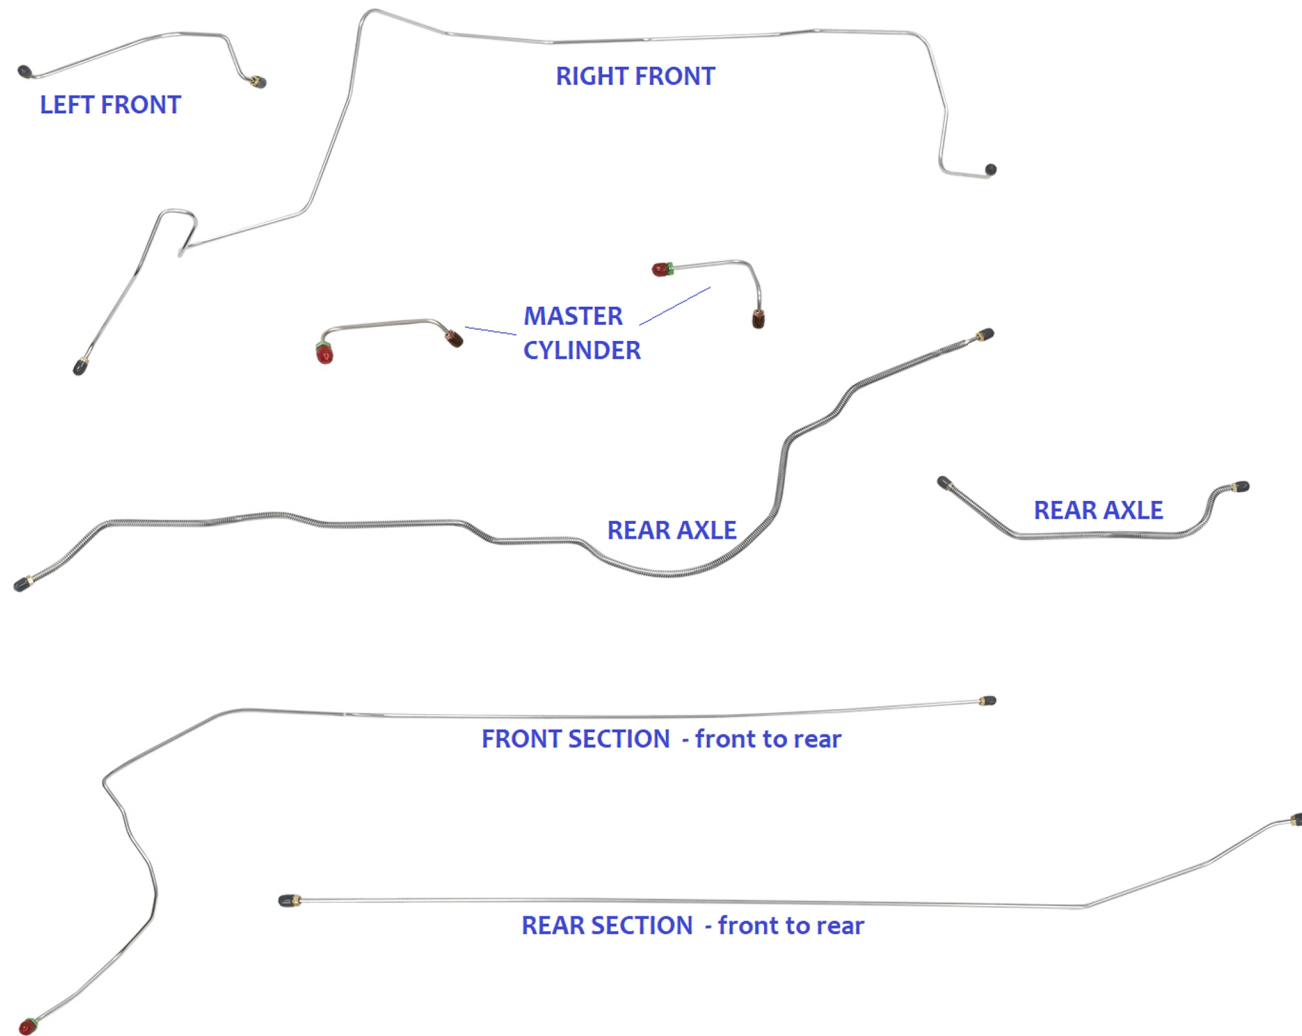 LEFT FRONT
RIGHT FRONT
MASTER
CYLINDER
REAR AXLE
REAR AXLE
FRONT SECTION - front to rear
REAR SECTION - front to rear